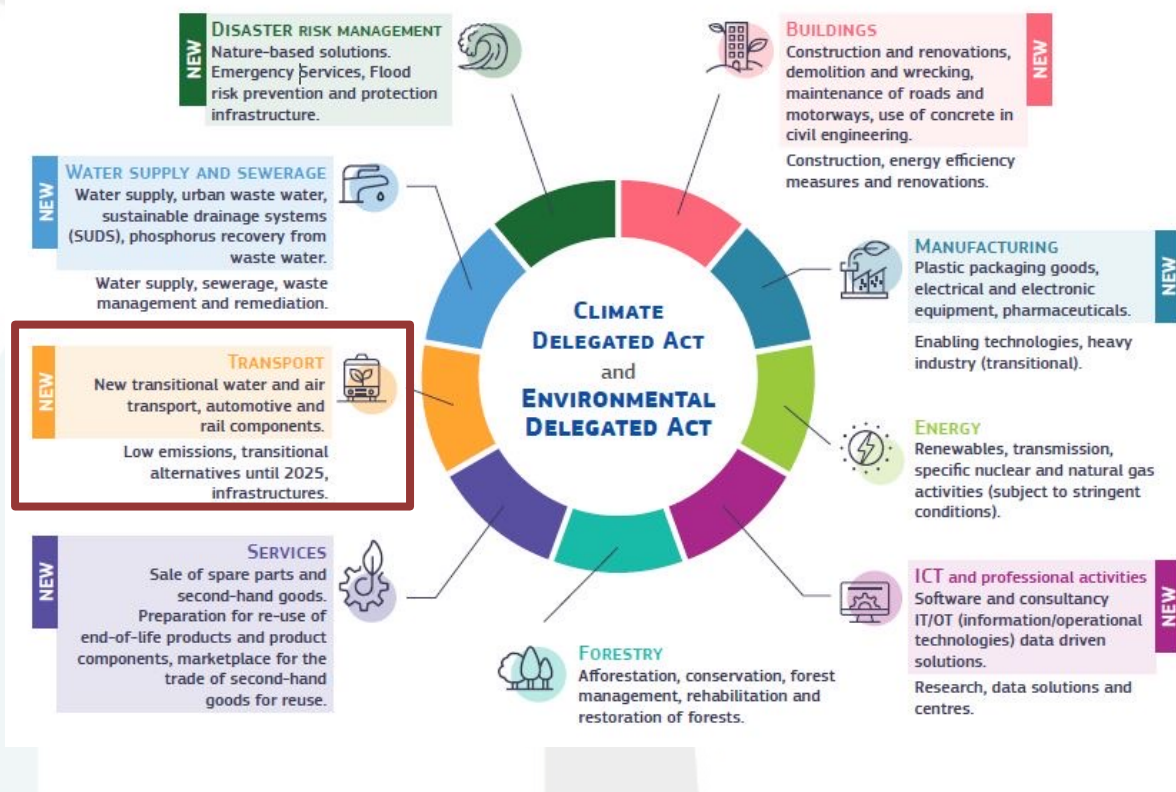 NEW
DISASTER RISK MANAGEMENT
Nature-based solutions.
Emergency Services, Flood
risk prevention and protection
infrastructure.
BUILDINGS
Construction and renovations,
demolition and wrecking,
maintenance of roads and
motorways, use of concrete in
civil engineering.
NEW
Construction, energy efficiency
measures and renovations.
NEW
WATER SUPPLY AND SEWERAGE
Water supply, urban waste water,
sustainable drainage systems
(SUDS), phosphorus recovery from
waste water.
Water supply, sewerage, waste
management and remediation.
MANUFACTURING
Plastic packaging goods,
electrical and electronic
equipment, pharmaceuticals.
NEW
Enabling technologies, heavy
industry (transitional).
CLIMATE
DELEGATED ACT
and
ENVIRONMENTAL
DELEGATED ACT
NEW
TRANSPORT
New transitional water and air
transport, automotive and
rail components.
Low emissions, transitional
alternatives until 2025,
infrastructures.
ENERGY
Renewables, transmission,
specific nuclear and natural gas
activities (subject to stringent
conditions).
NEW
SERVICES
Sale of spare parts and
second-hand goods.
Preparation for re-use of
end-of-life products and product
components, marketplace for the
trade of second-hand
goods for reuse.
ICT and professional activities
Software and consultancy
IT/OT (information/operational
technologies) data driven
solutions.
NEW
Research, data solutions and
centres.
FORESTRY
Afforestation, conservation, forest
management, rehabilitation and
restoration of forests.